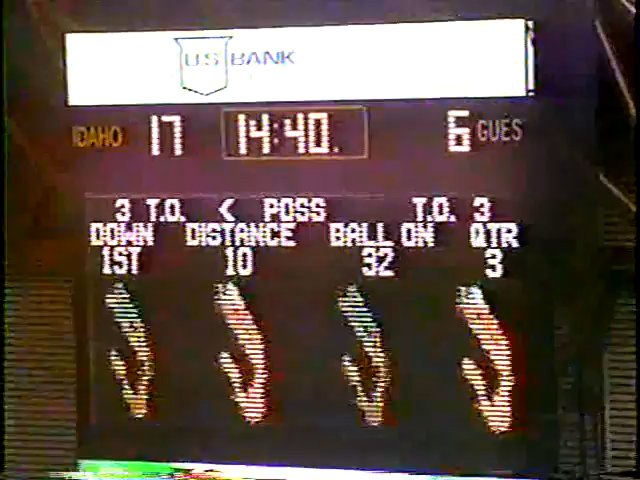 U.S. BANK
IDAHO 17 14:40. 6 GUES
3 T.O. < POSS T.O. 3
DOWN DISTANCE BALL ON QTR
1ST 10 32 3